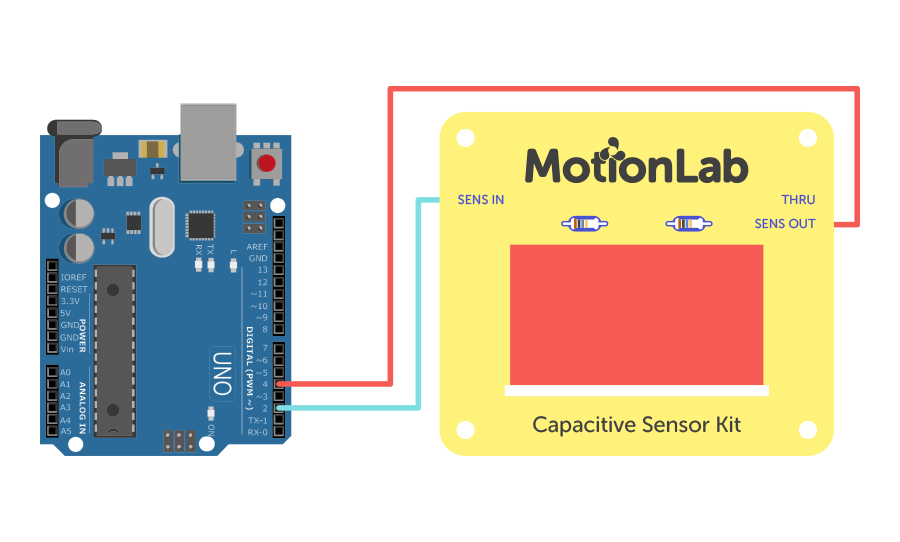 MotionLab
SENS IN
THRU
SENS OUT
Capacitive Sensor Kit
RX
TX
L
AREF
GND
13
12
~11
~10
~9
8
7
~6
~5
4
~3
2
TX-1
RX-0
DIGITAL (PWM ~)
UNO
ON
IOREF
RESET
3.3V
5V
GND
GND
Vin
POWER
A0
A1
A2
A3
A4
A5
ANALOG IN